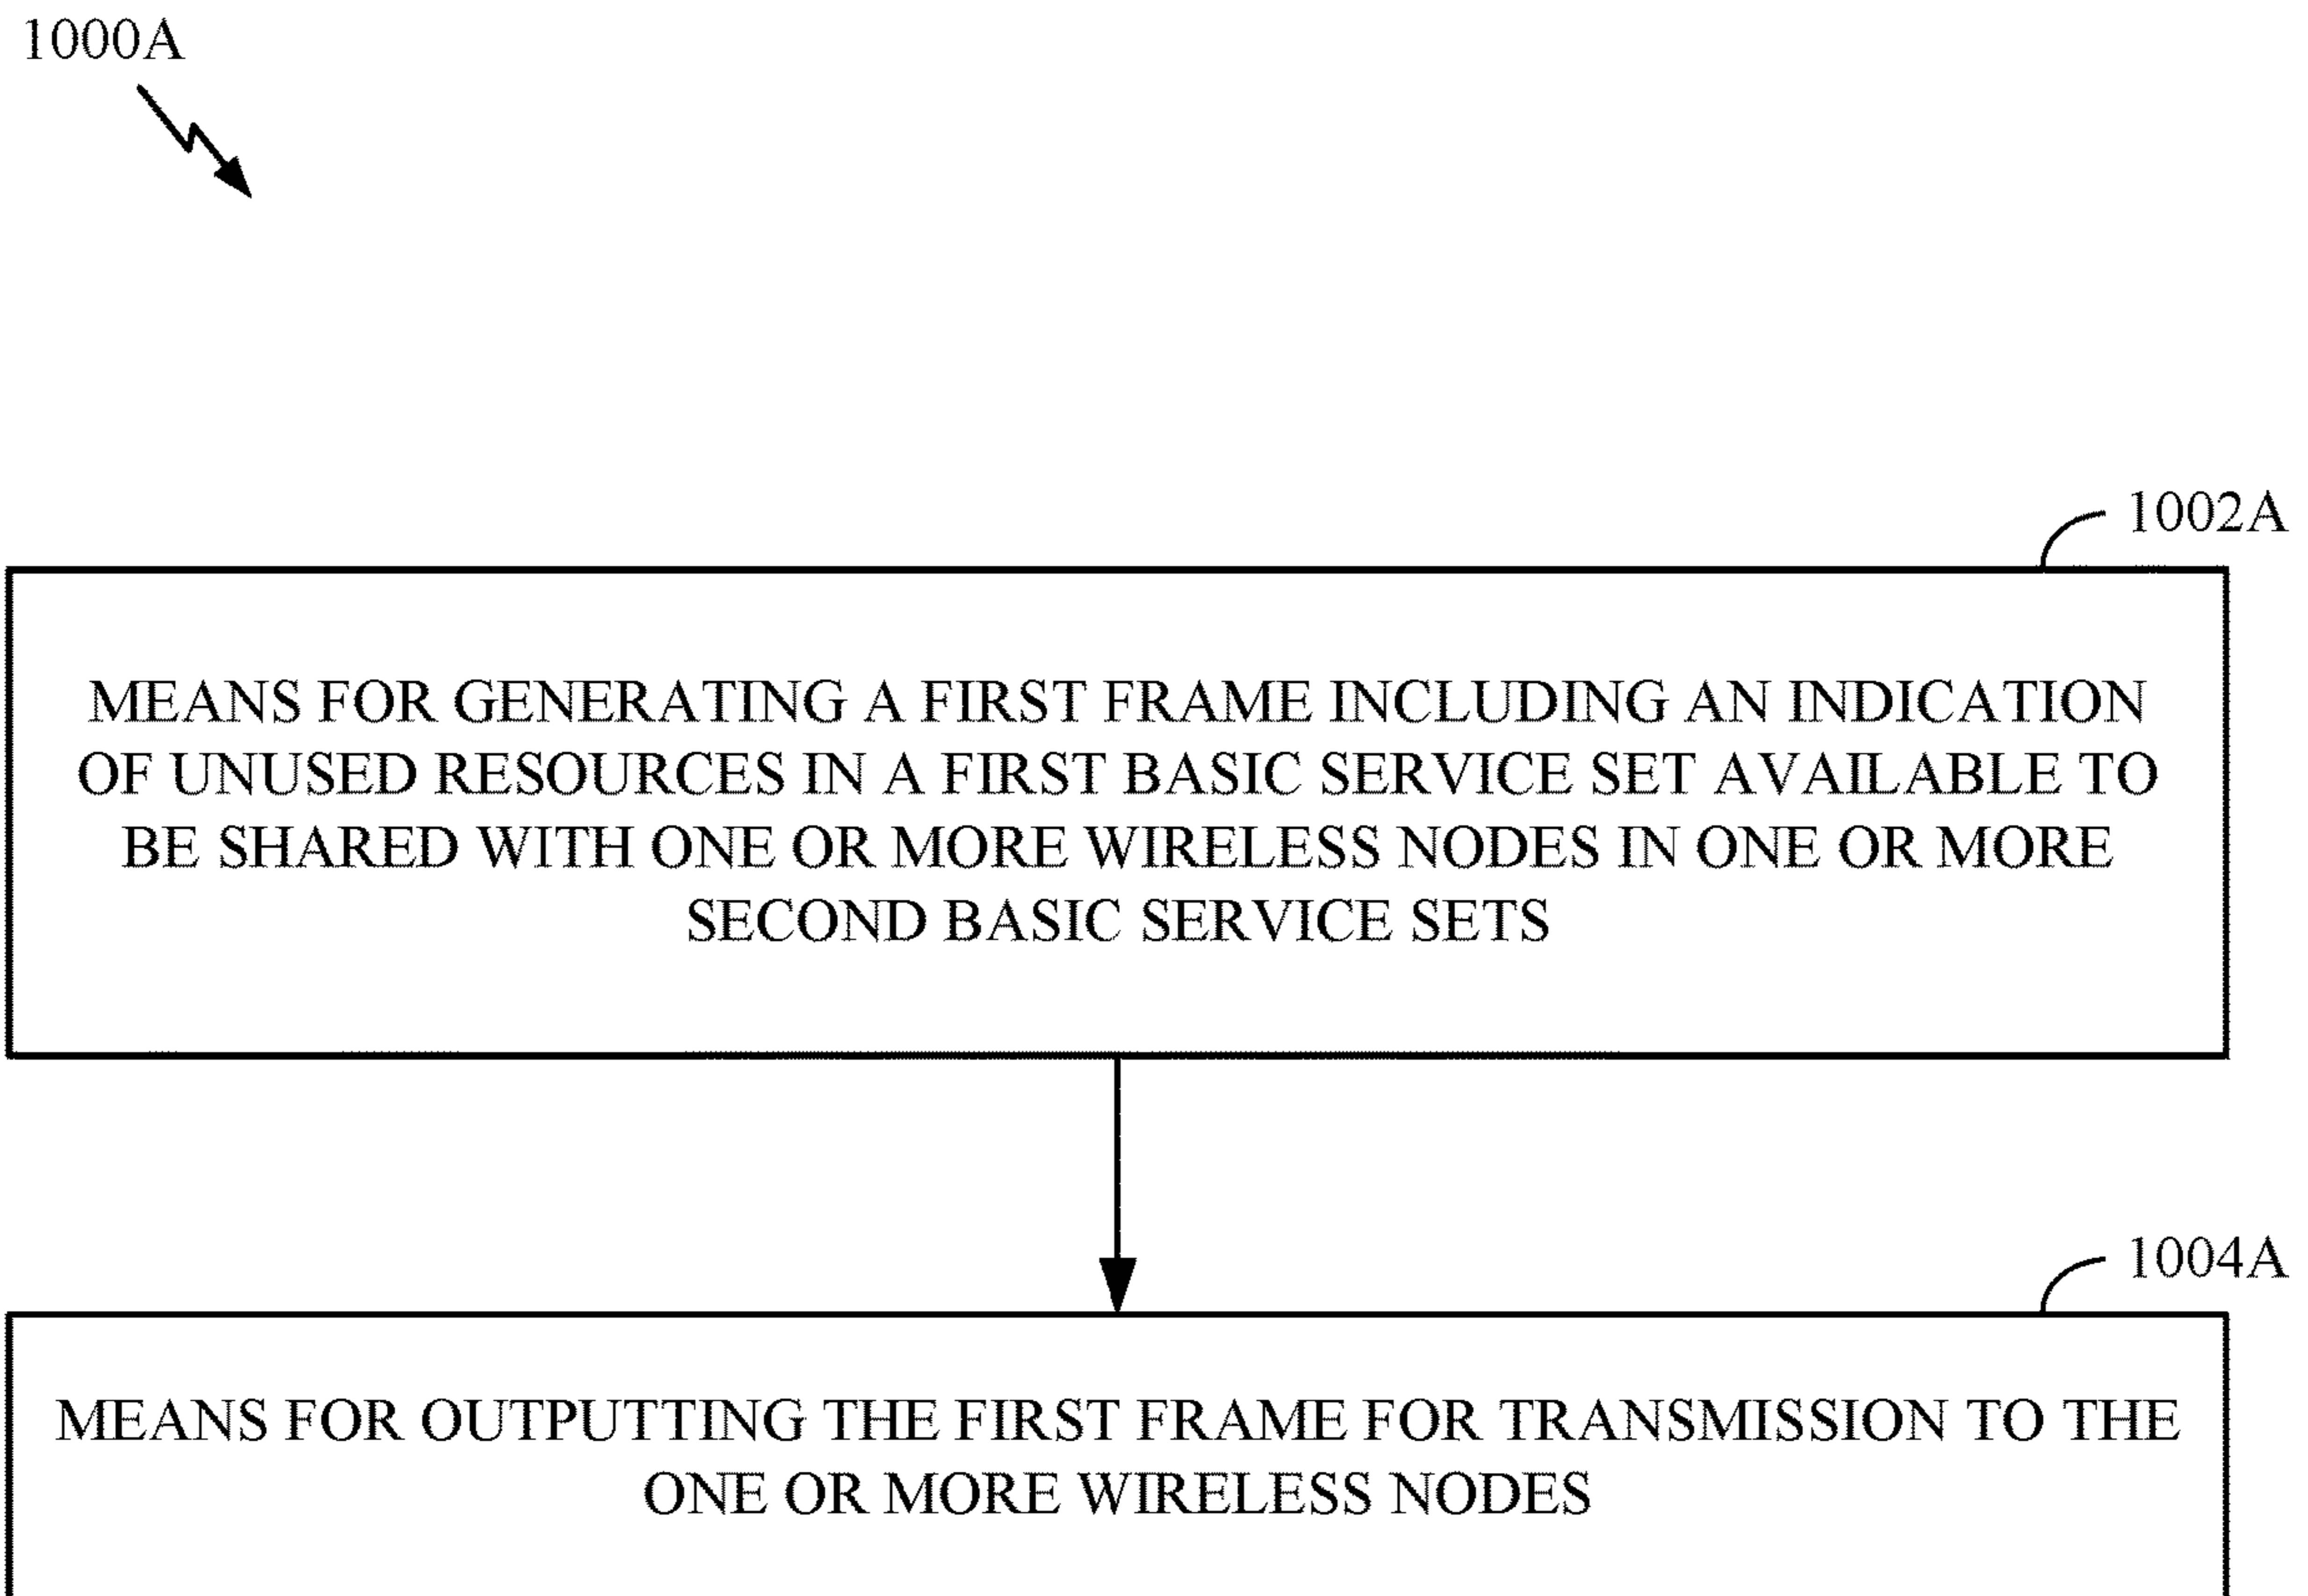 1000A
1002A
MEANS FOR GENERATING A FIRST FRAME INCLUDING AN INDICATION
OF UNUSED RESOURCES IN A FIRST BASIC SERVICE SET AVAILABLE TO
BE SHARED WITH ONE OR MORE WIRELESS NODES IN ONE OR MORE
SECOND BASIC SERVICE SETS
1004A
MEANS FOR OUTPUTTING THE FIRST FRAME FOR TRANSMISSION TO THE
ONE OR MORE WIRELESS NODES